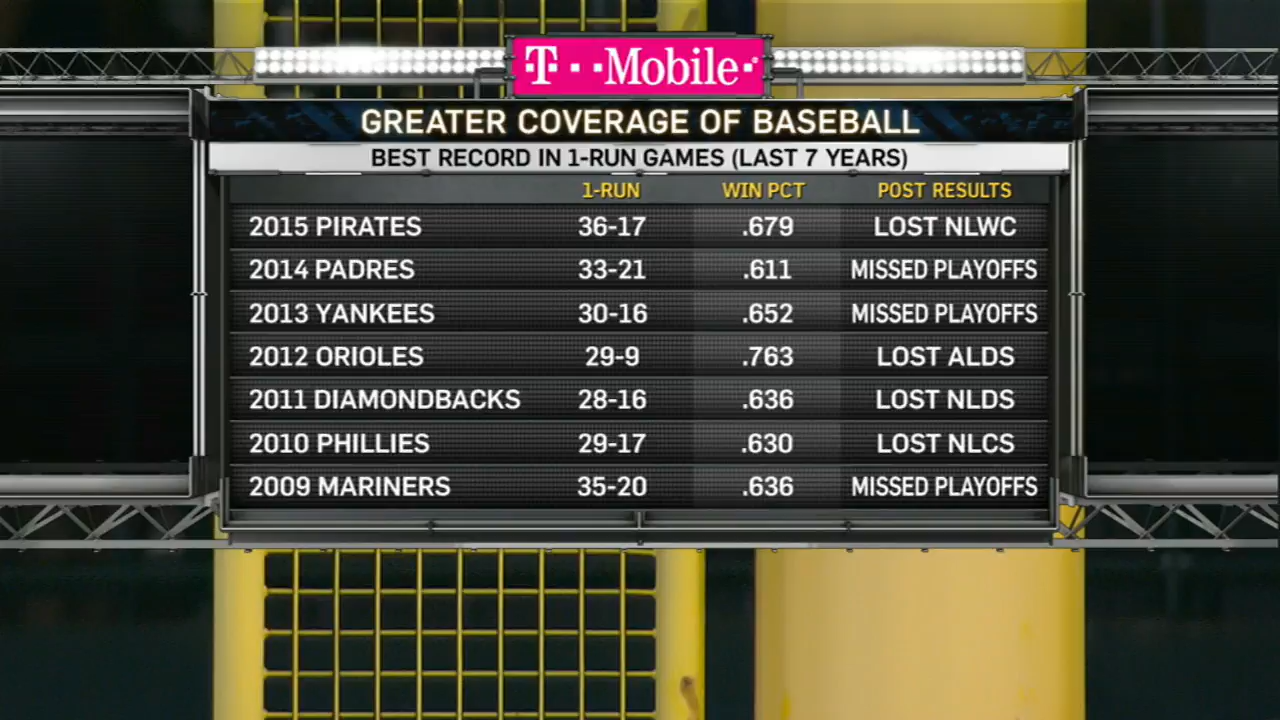 T··Mobile·
GREATER COVERAGE OF BASEBALL
BEST RECORD IN 1-RUN GAMES (LAST 7 YEARS)
1-RUN WIN PCT POST RESULTS
2015 PIRATES 36-17 .679 LOST NLWC
2014 PADRES 33-21 .611 MISSED PLAYOFFS
2013 YANKEES 30-16 .652 MISSED PLAYOFFS
2012 ORIOLES 29-9 .763 LOST ALDS
2011 DIAMONDBACKS 28-16 .636 LOST NLDS
2010 PHILLIES 29-17 .630 LOST NLCS
2009 MARINERS 35-20 .636 MISSED PLAYOFFS